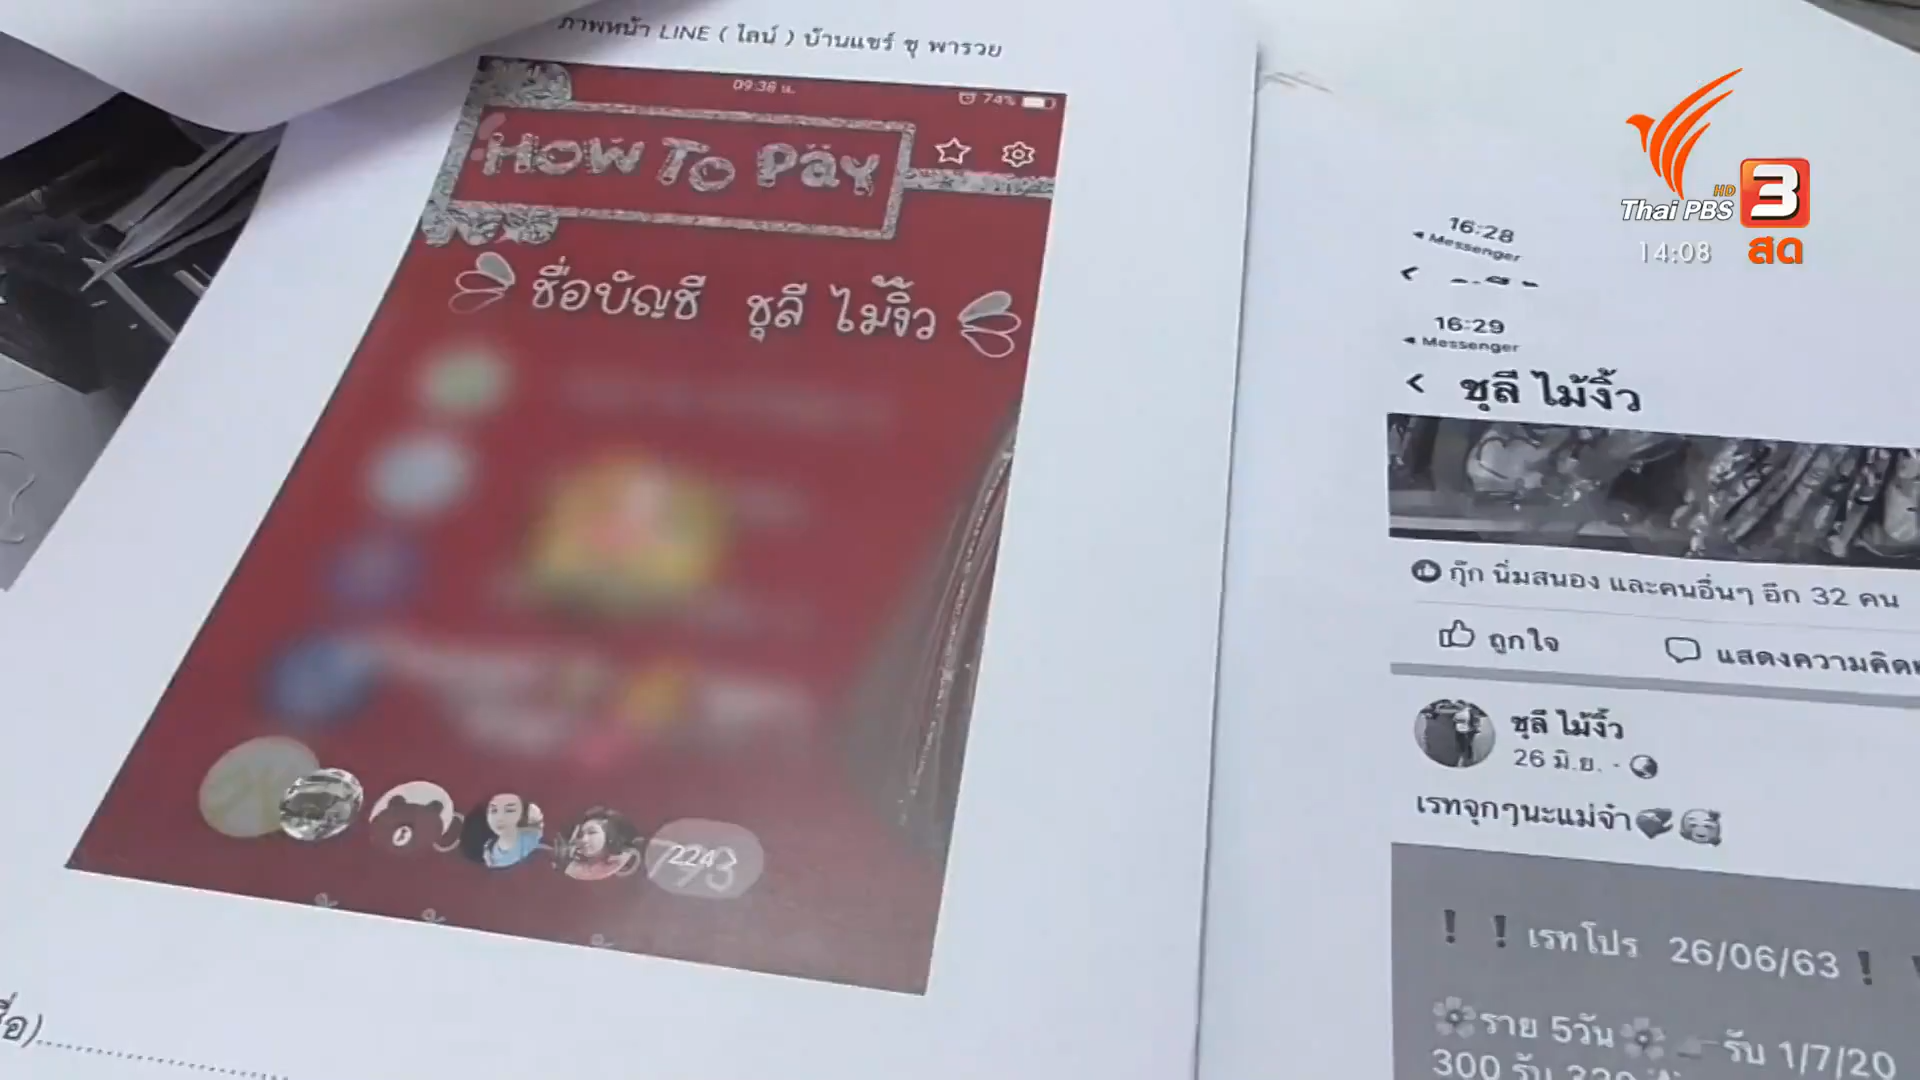 ภาพหน้า LINE ( ไลน์ ) บ้านแชร์ ชุ พารวย
09:38 น.
74%
HOW TO PAY
ชื่อบัญชี ชุลี ไม้งิ้ว
2243
HD
Thai PBS 3
14:08 สด
16:28
Messenger
16:29
Messenger
ชุลี ไม้งิ้ว
กุ๊ก นิ่มสนอง และคนอื่นๆ อีก 32 คน
ถูกใจ
แสดงความคิด
ชุลี ไม้งิ้ว
26 มิ.ย.
เรทจุกๆนะแม่จ๋า💞🥰
❗❗เรทโปร 26/06/63❗
🌸ราย 5วัน🌸 รับ 1/7/20
300 รับ